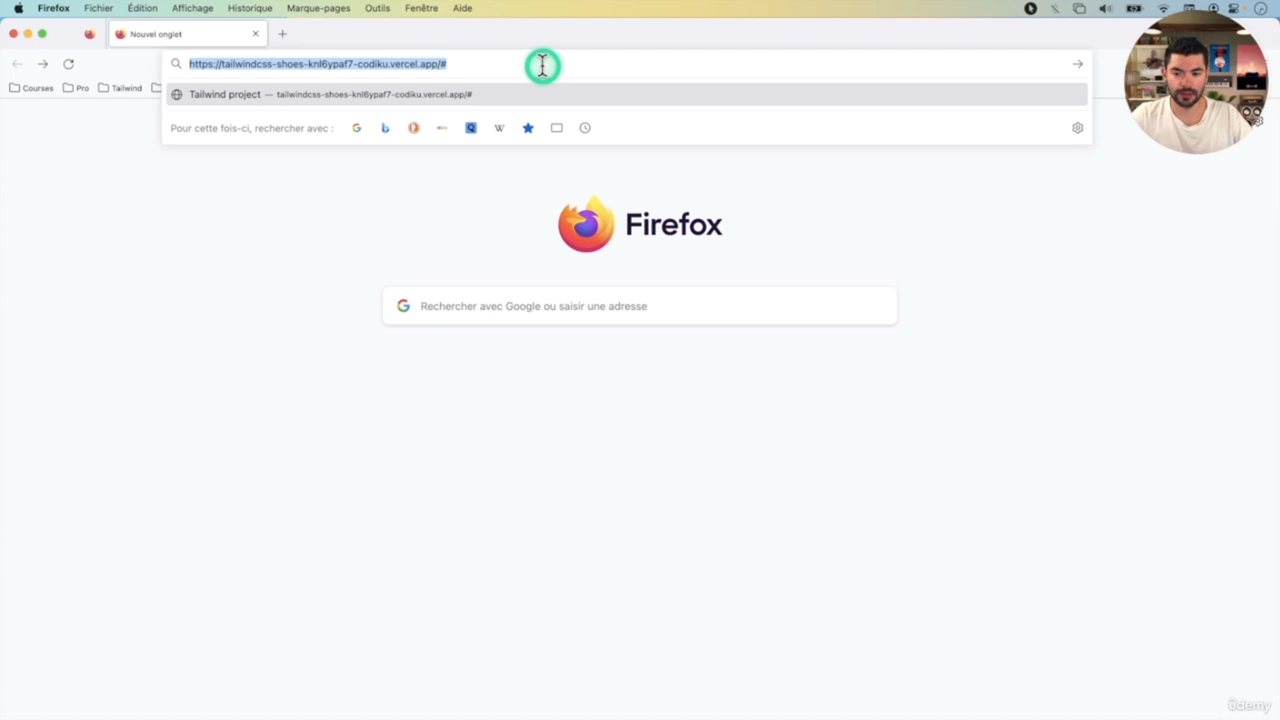 Firefox Fichier Édition Affichage Historique Marque-pages Outils Fenêtre Aide
Nouvel onglet
https://tailwindcss-shoes-knl6ypaf7-codiku.vercel.app/#
Courses Pro Tailwind
Tailwind project — tailwindcss-shoes-knl6ypaf7-codiku.vercel.app/#
Pour cette fois-ci, rechercher avec :
Firefox
Rechercher avec Google ou saisir une adresse
ûdemy